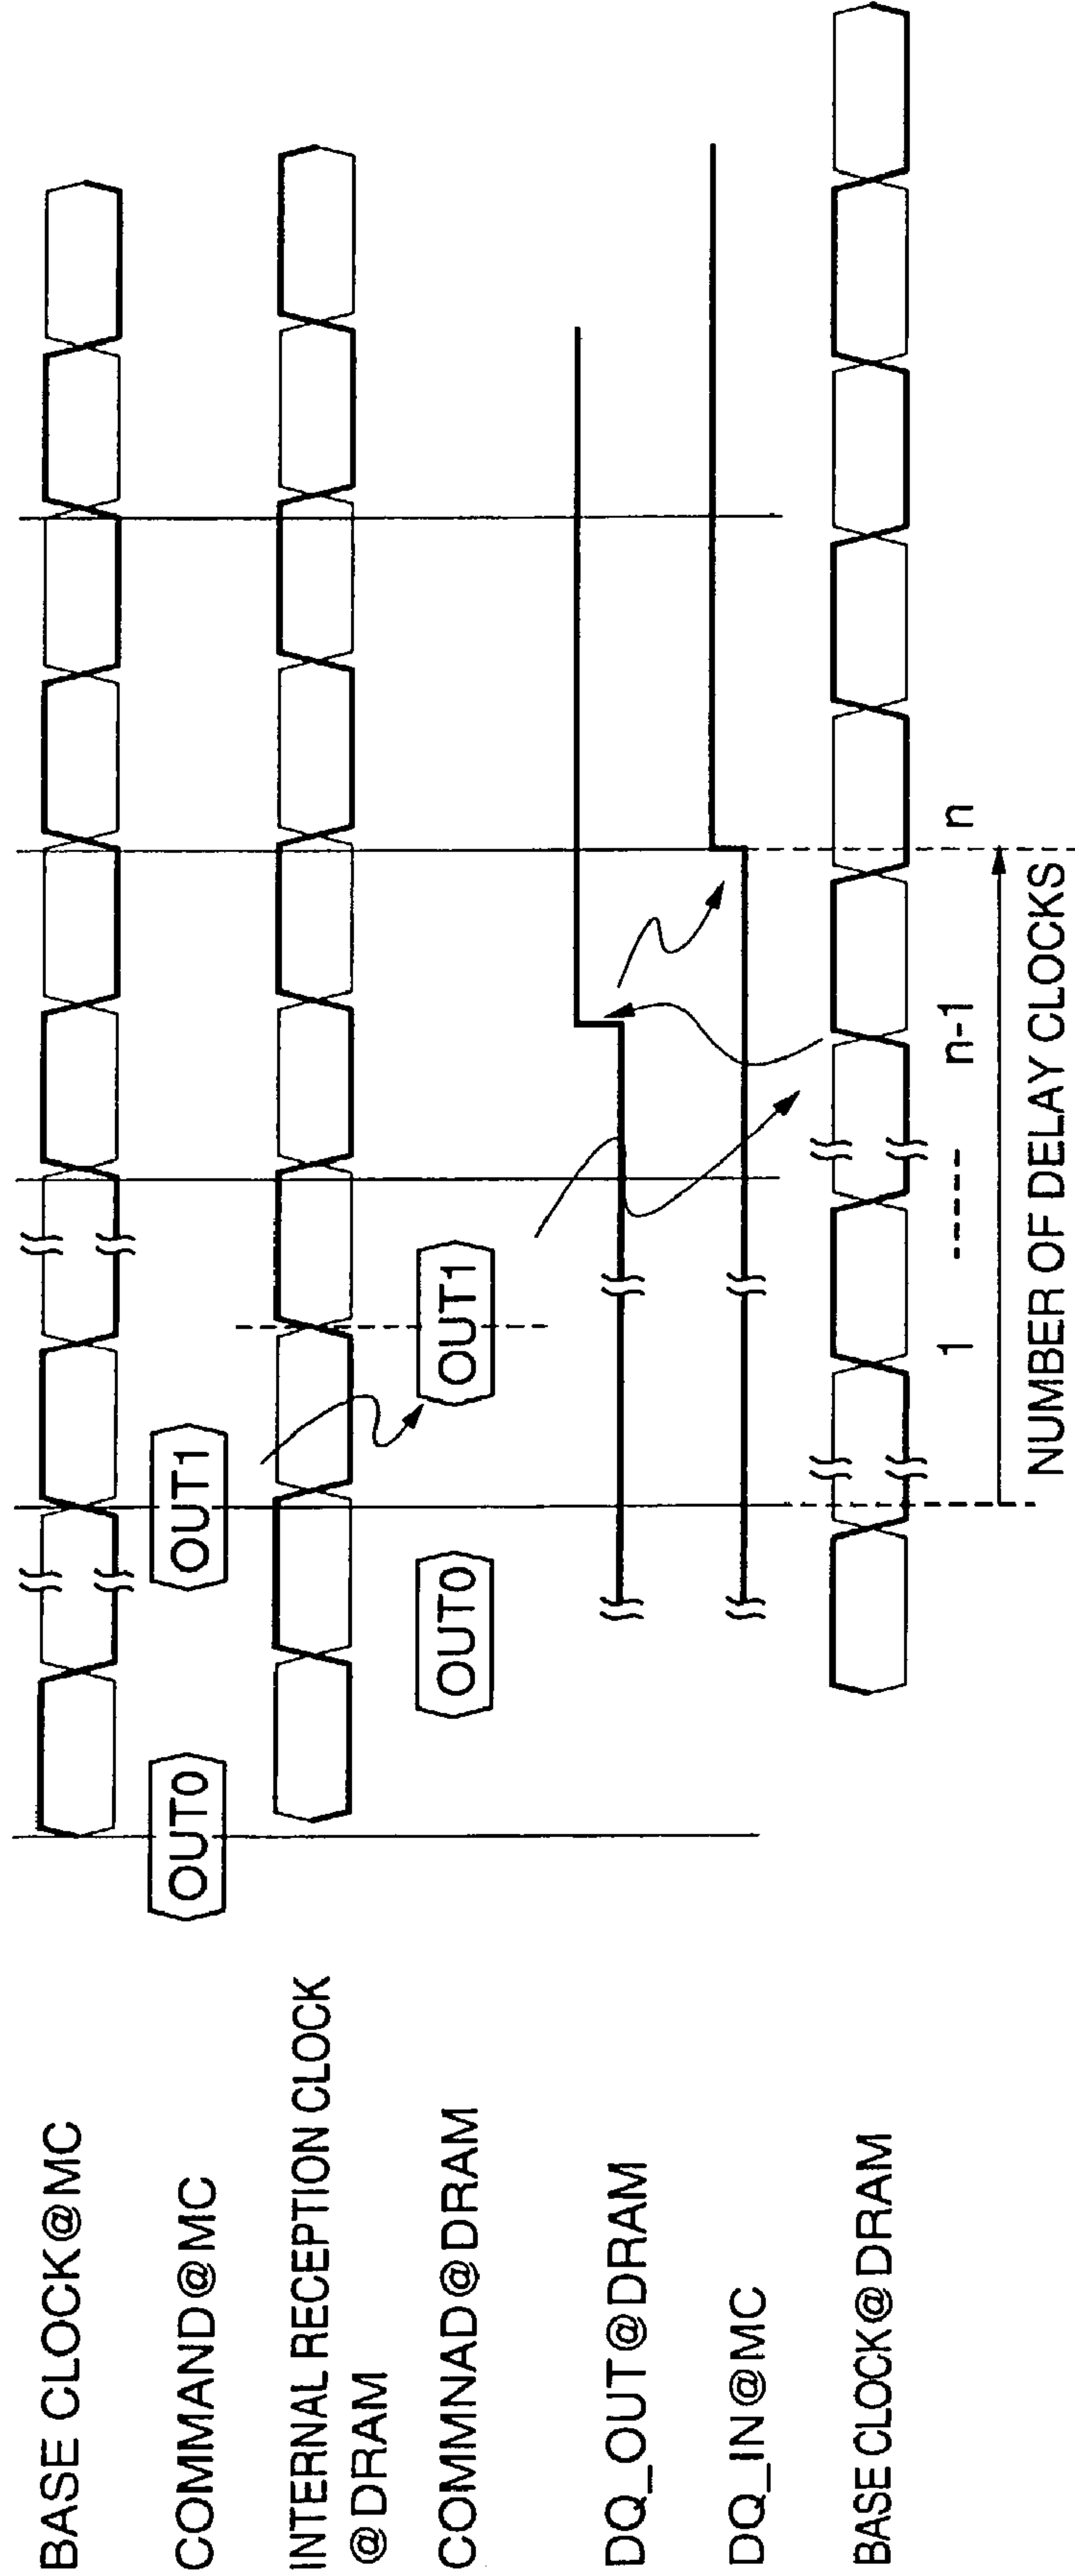 BASE CLOCK@MC
COMMAND@MC
OUT0
OUT1
INTERNAL RECEPTION CLOCK
@DRAM
COMMNAD@DRAM
OUT0
OUT1
DQ_OUT@DRAM
DQ_IN@MC
BASE CLOCK@DRAM
1 ----- n-1 n
NUMBER OF DELAY CLOCKS